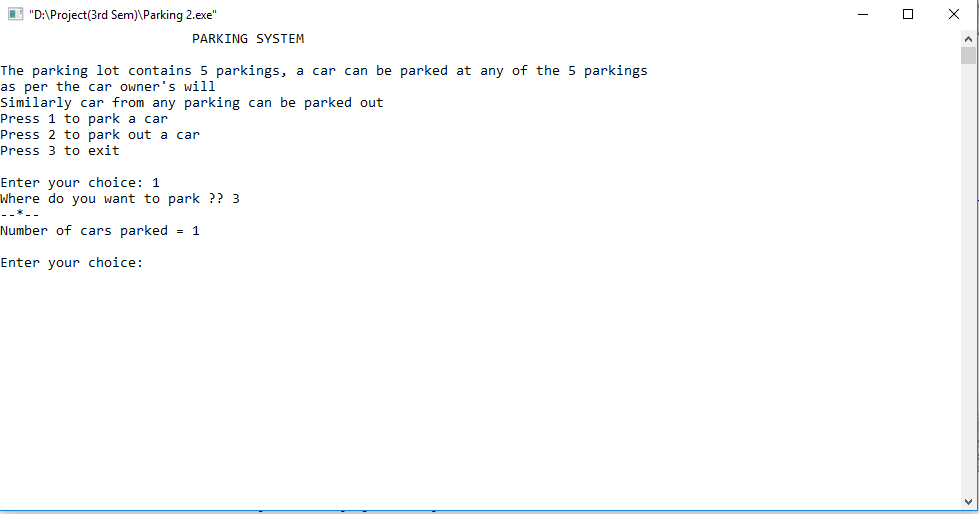 "D:\Project(3rd Sem)\Parking 2.exe"
PARKING SYSTEM
The parking lot contains 5 parkings, a car can be parked at any of the 5 parkings
as per the car owner's will
Similarly car from any parking can be parked out
Press 1 to park a car
Press 2 to park out a car
Press 3 to exit
Enter your choice: 1
Where do you want to park ?? 3
--*--
Number of cars parked = 1
Enter your choice: